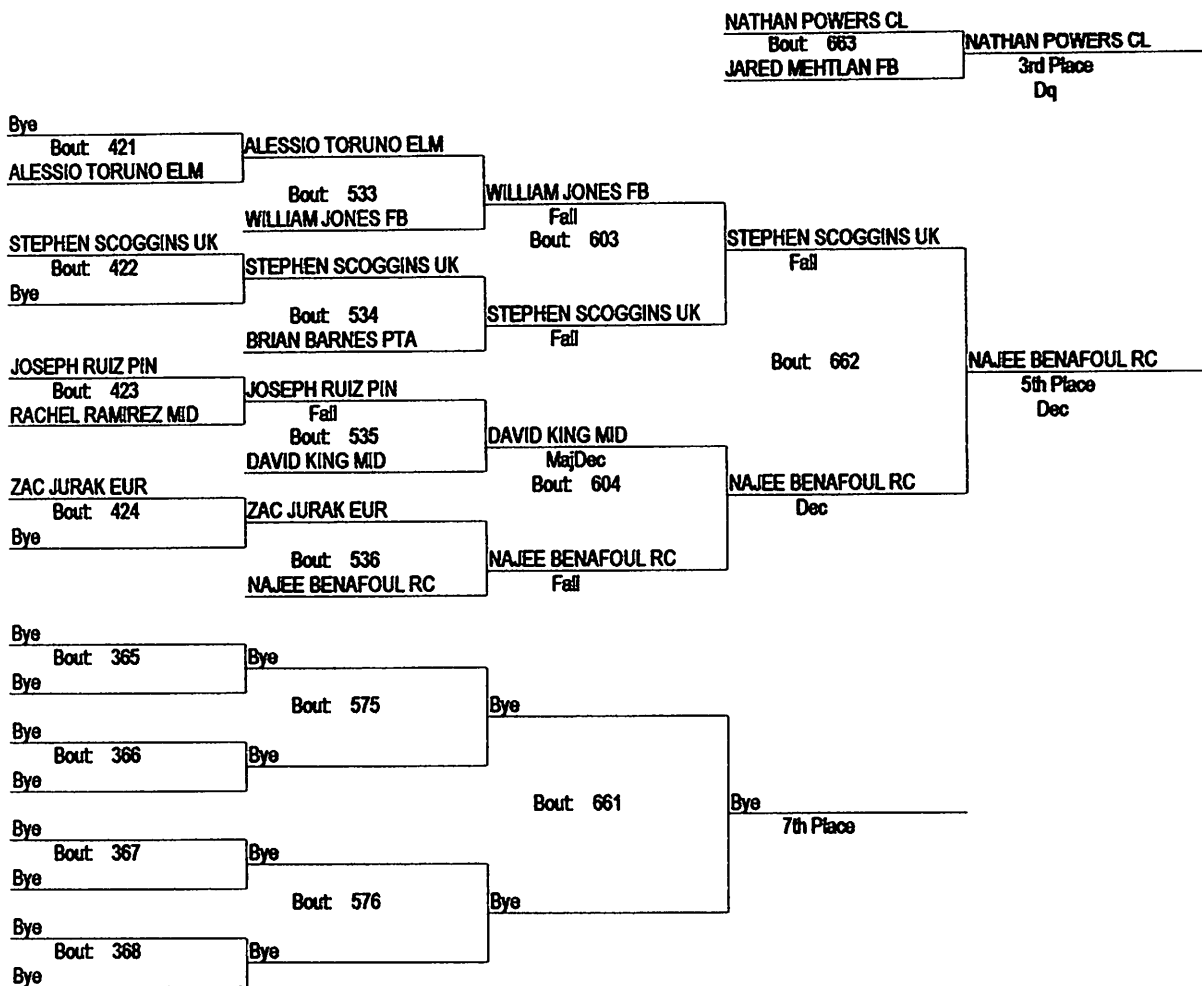 NATHAN POWERS CL
Bout: 663
NATHAN POWERS CL
JARED MEHTLAN FB
3rd Place
Dq
Bye
Bout: 421
ALESSIO TORUNO ELM
ALESSIO TORUNO ELM
Bout: 533
WILLIAM JONES FB
WILLIAM JONES FB
Fall
STEPHEN SCOGGINS UK
Bout: 603
STEPHEN SCOGGINS UK
Bout: 422
STEPHEN SCOGGINS UK
Fall
Bye
Bout: 534
STEPHEN SCOGGINS UK
BRIAN BARNES PTA
Fall
JOSEPH RUIZ PIN
Bout: 662
NAJEE BENAFOUL RC
Bout: 423
JOSEPH RUIZ PIN
5th Place
RACHEL RAMIREZ MID
Fall
Dec
Bout: 535
DAVID KING MID
DAVID KING MID
MajDec
ZAC JURAK EUR
Bout: 604
NAJEE BENAFOUL RC
Bout: 424
ZAC JURAK EUR
Dec
Bye
Bout: 536
NAJEE BENAFOUL RC
NAJEE BENAFOUL RC
Fall
Bye
Bout: 365
Bye
Bye
Bout: 575
Bye
Bye
Bout: 366
Bye
Bye
Bout: 661
Bye
Bye
7th Place
Bout: 367
Bye
Bye
Bout: 576
Bye
Bye
Bout: 368
Bye
Bye